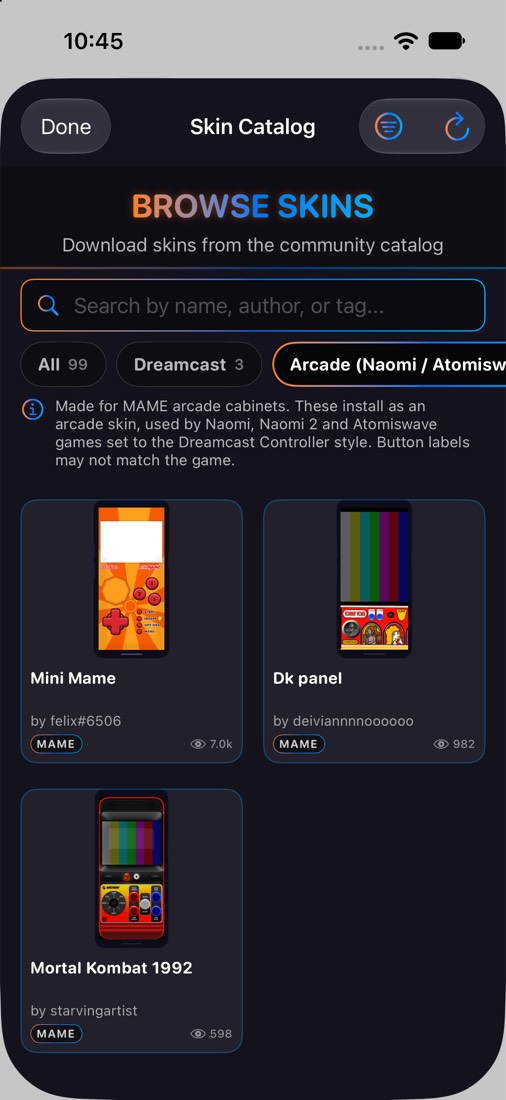 10:45
Done
Skin Catalog
BROWSE SKINS
Download skins from the community catalog
Search by name, author, or tag...
All 99
Dreamcast 3
Arcade (Naomi / Atomisw
Made for MAME arcade cabinets. These install as an
arcade skin, used by Naomi, Naomi 2 and Atomiswave
games set to the Dreamcast Controller style. Button labels
may not match the game.
Mini Mame
by felix#6506
MAME
7.0k
Dk panel
by deiviannnnoooooo
MAME
982
Mortal Kombat 1992
by starvingartist
MAME
598